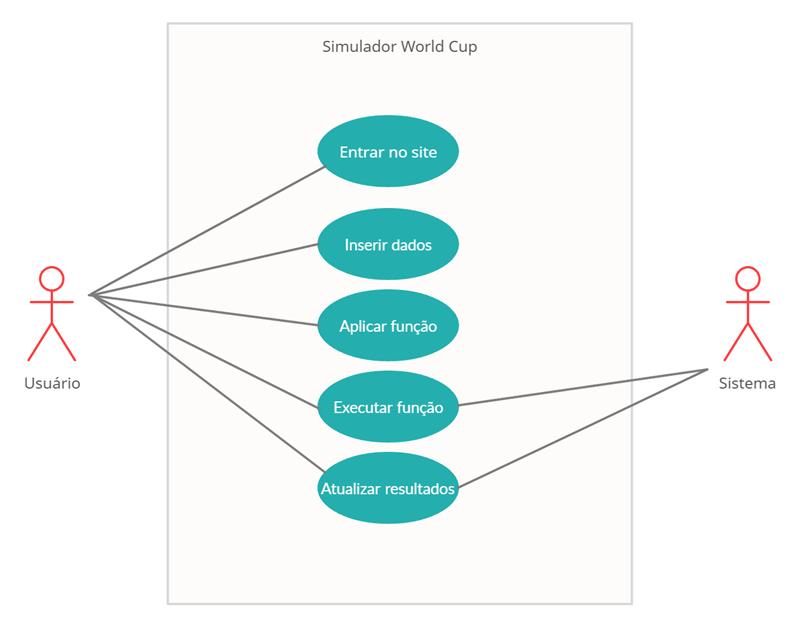 Simulador World Cup
Entrar no site
Inserir dados
Aplicar função
Executar função
Atualizar resultados
Usuário
Sistema